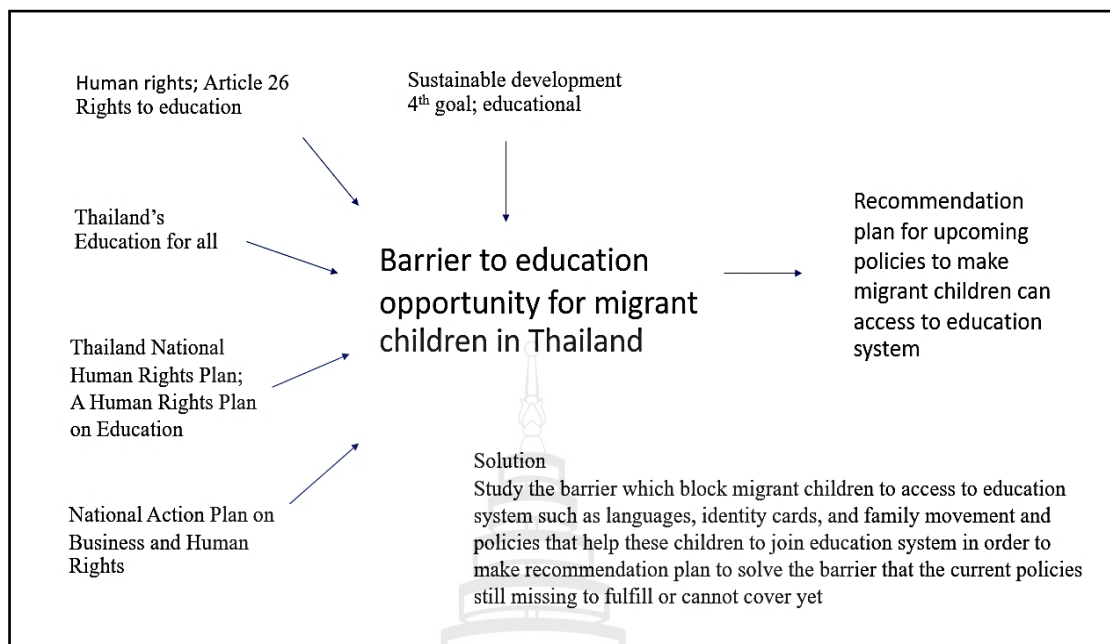 Human rights; Article 26
Rights to education
Sustainable development
4th goal; educational
Thailand's
Education for all
Barrier to education
opportunity for migrant
children in Thailand
Recommendation
plan for upcoming
policies to make
migrant children can
access to education
system
Thailand National
Human Rights Plan;
A Human Rights Plan
on Education
National Action Plan on
Business and Human
Rights
Solution
Study the barrier which block migrant children to access to education
system such as languages, identity cards, and family movement and
policies that help these children to join education system in order to
make recommendation plan to solve the barrier that the current policies
still missing to fulfill or cannot cover yet